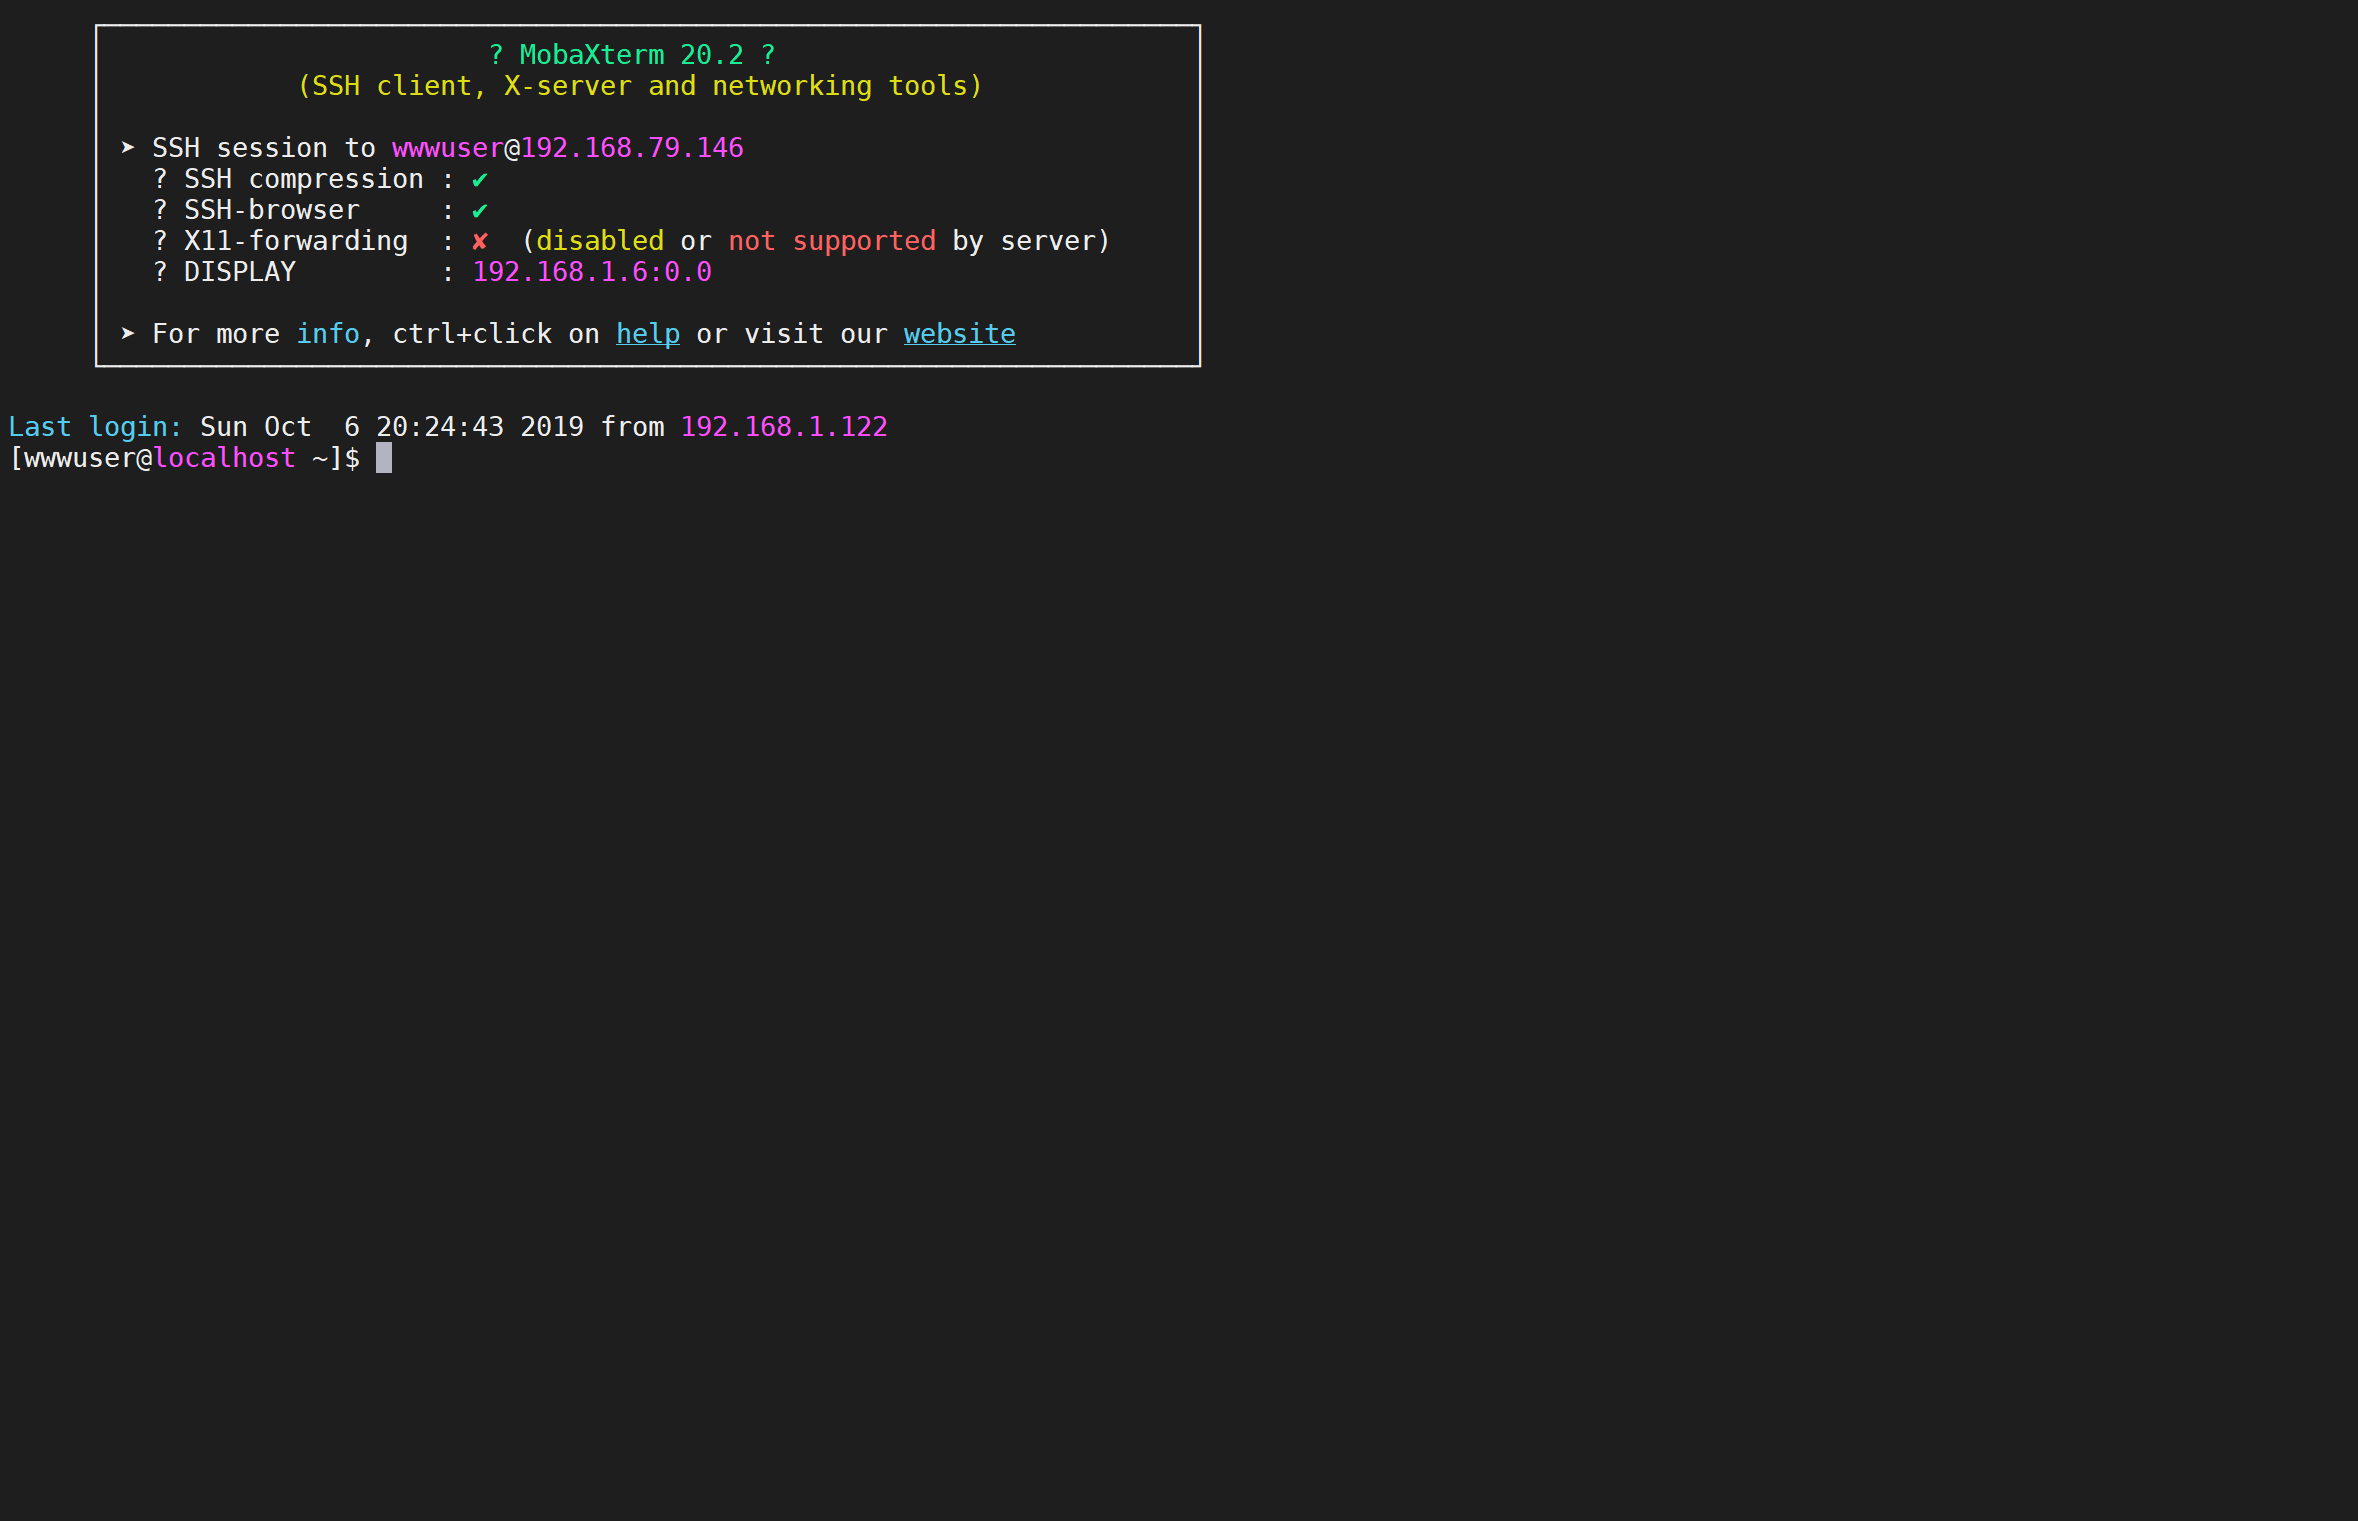 ? MobaXterm 20.2 ?
(SSH client, X-server and networking tools)
➤ SSH session to wwwuser@192.168.79.146
? SSH compression : ✔
? SSH-browser     : ✔
? X11-forwarding  : ✘  (disabled or not supported by server)
? DISPLAY         : 192.168.1.6:0.0
➤ For more info, ctrl+click on help or visit our website
Last login: Sun Oct  6 20:24:43 2019 from 192.168.1.122
[wwwuser@localhost ~]$